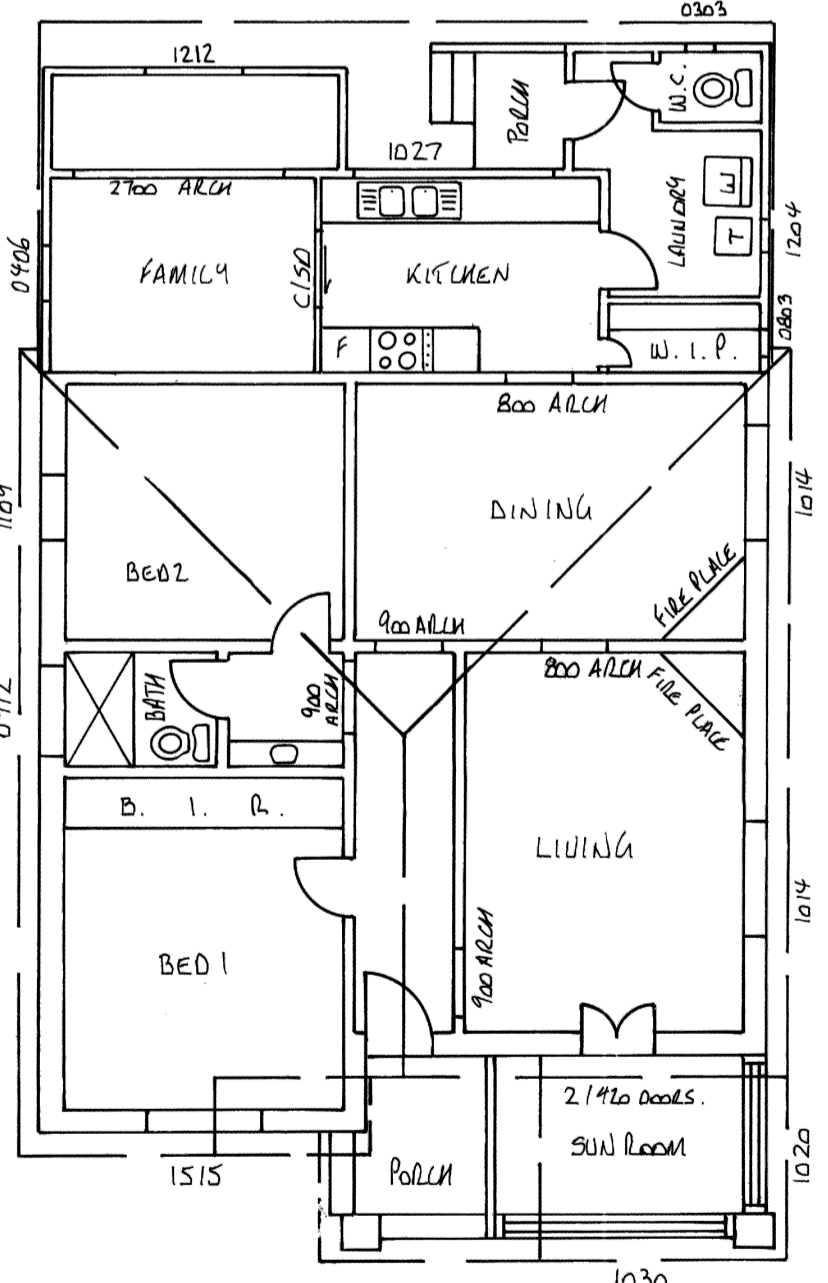 0303
1212
W.C.
PORCH
1027
2700 ARCH
LAUNDRY
W
T
1204
0406
FAMILY
C/SD
KITCHEN
0803
F
W. I. P.
800 ARCH
1014
DINING
BED2
FIRE PLACE
900 ARCH
800 ARCH
FIRE PLACE
BATH
900
ARCH
B. I. R.
LIVING
1014
BED 1
900 ARCH
2/420 DOORS.
SUN ROOM
PORCH
1515
1020
1030